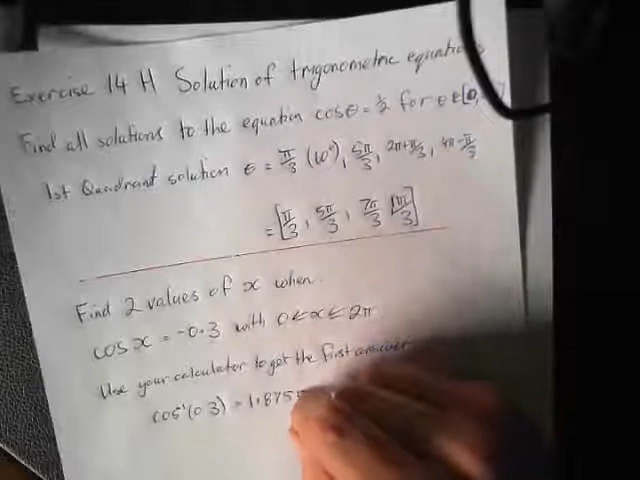 Exercise 14 H Solution of trigonometric equations
Find all solutions to the equation cosθ = ½ for θ ε[0,
1st Quadrant solution θ = π/3 (60°), 5π/3, 2π+π/3, 4π-π/3
= [π/3, 5π/3, 7π/3, 11π/3]
Find 2 values of x when
cos x = -0.3 with 0 ≤ x ≤ 2π
Use your calculator to get the first answer
cos⁻¹(0.3) = 1.875